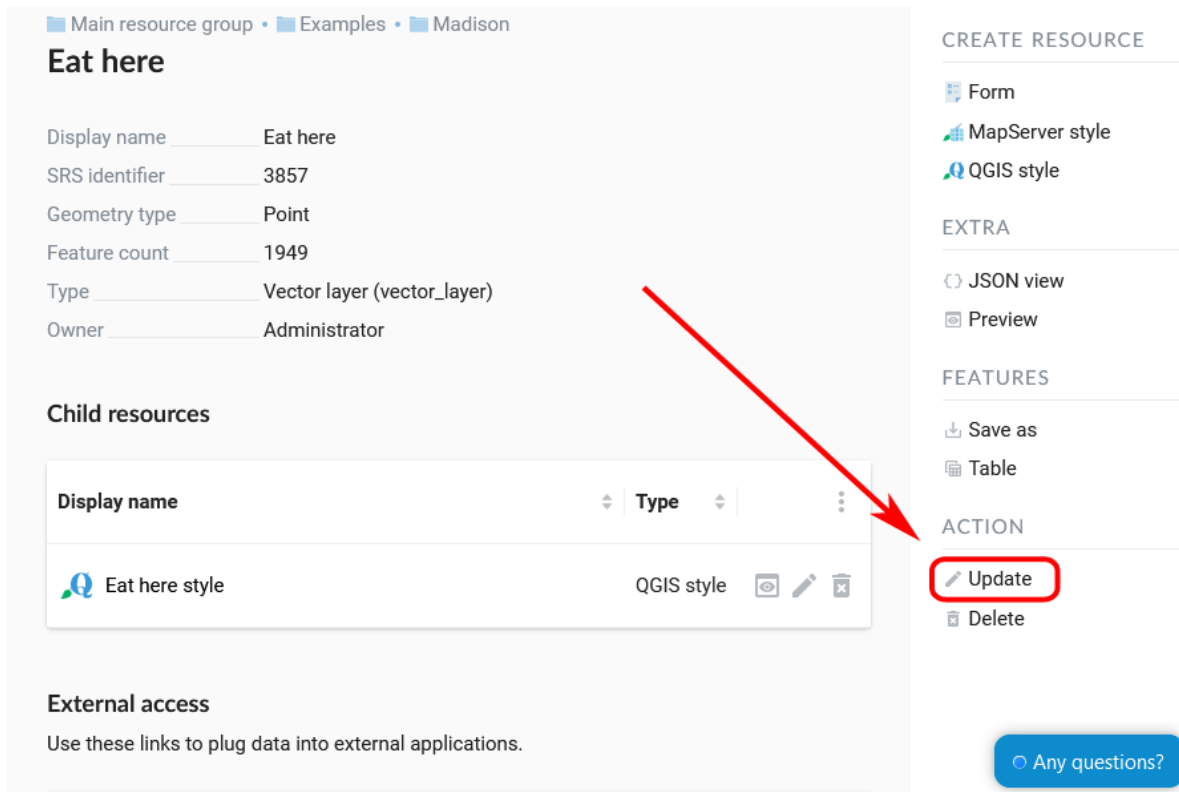 Main resource group • Examples • Madison
Eat here
Display name Eat here
SRS identifier 3857
Geometry type Point
Feature count 1949
Type Vector layer (vector_layer)
Owner Administrator
Child resources
Display name Type
Eat here style QGIS style
External access
Use these links to plug data into external applications.
CREATE RESOURCE
Form
MapServer style
QGIS style
EXTRA
JSON view
Preview
FEATURES
Save as
Table
ACTION
Update
Delete
Any questions?